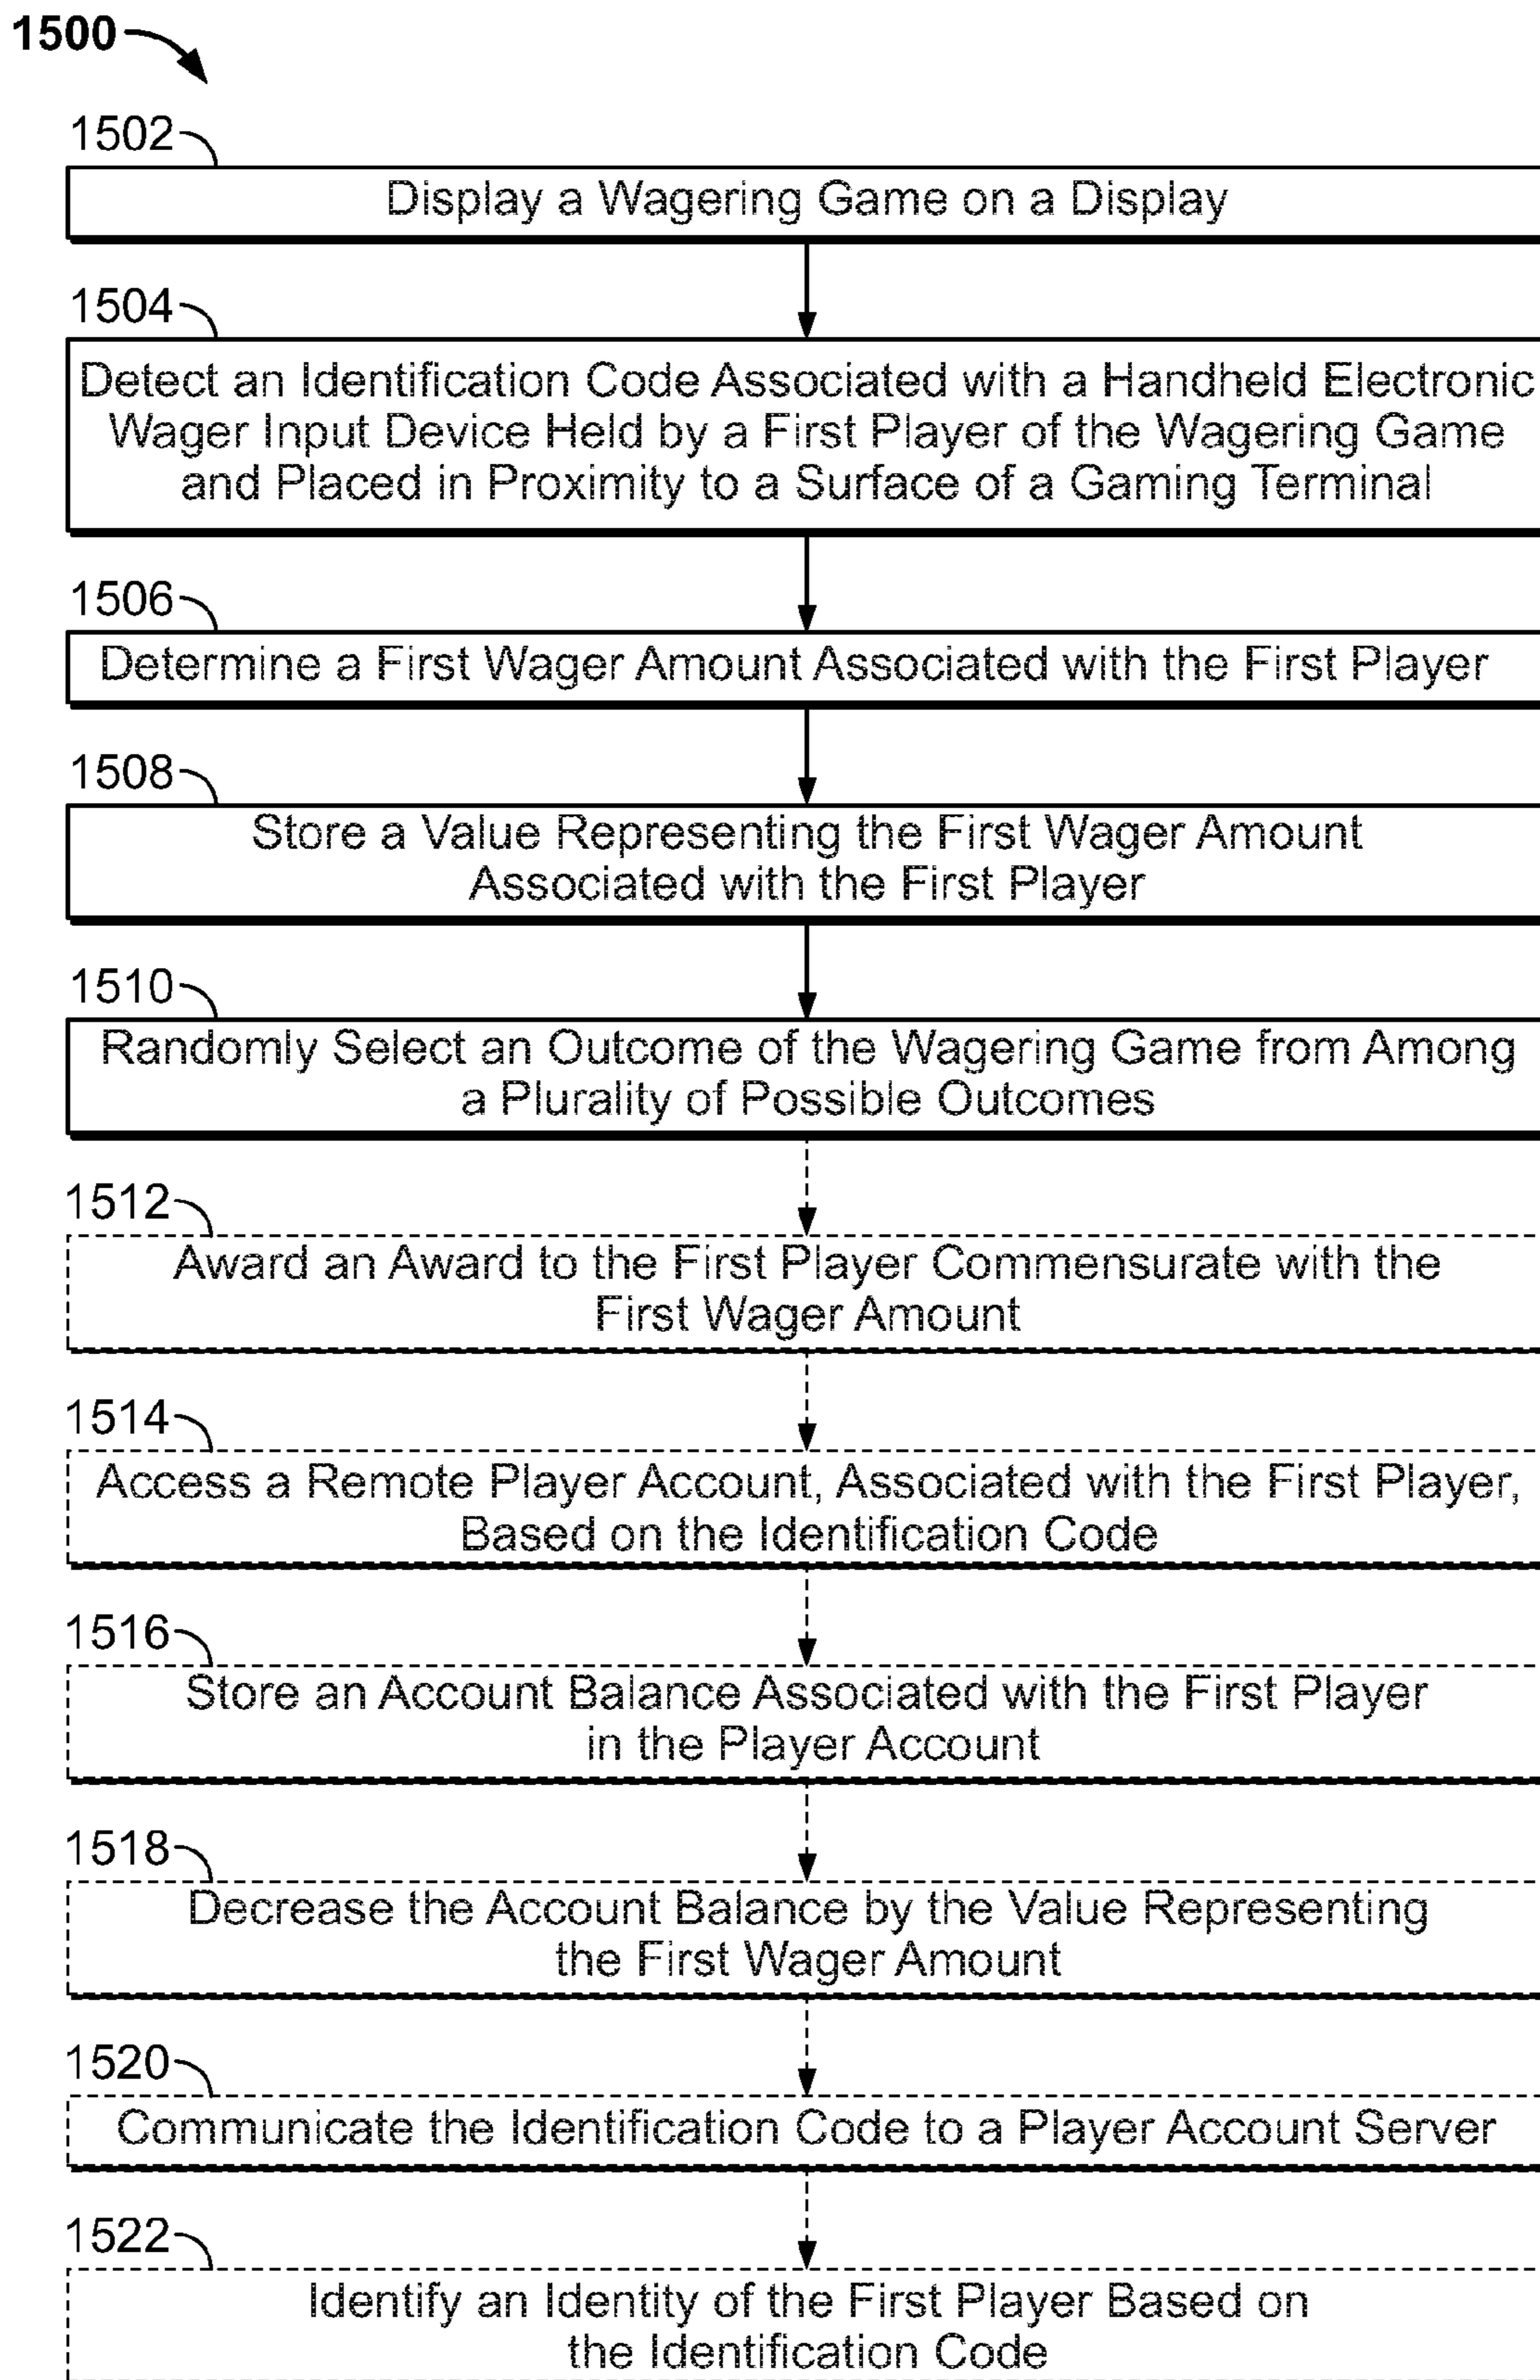 1500
1502
Display a Wagering Game on a Display
1504
Detect an Identification Code Associated with a Handheld Electronic
Wager Input Device Held by a First Player of the Wagering Game
and Placed in Proximity to a Surface of a Gaming Terminal
1506
Determine a First Wager Amount Associated with the First Player
1508
Store a Value Representing the First Wager Amount
Associated with the First Player
1510
Randomly Select an Outcome of the Wagering Game from Among
a Plurality of Possible Outcomes
1512
Award an Award to the First Player Commensurate with the
First Wager Amount
1514
Access a Remote Player Account, Associated with the First Player,
Based on the Identification Code
1516
Store an Account Balance Associated with the First Player
in the Player Account
1518
Decrease the Account Balance by the Value Representing
the First Wager Amount
1520
Communicate the Identification Code to a Player Account Server
1522
Identify an Identity of the First Player Based on
the Identification Code